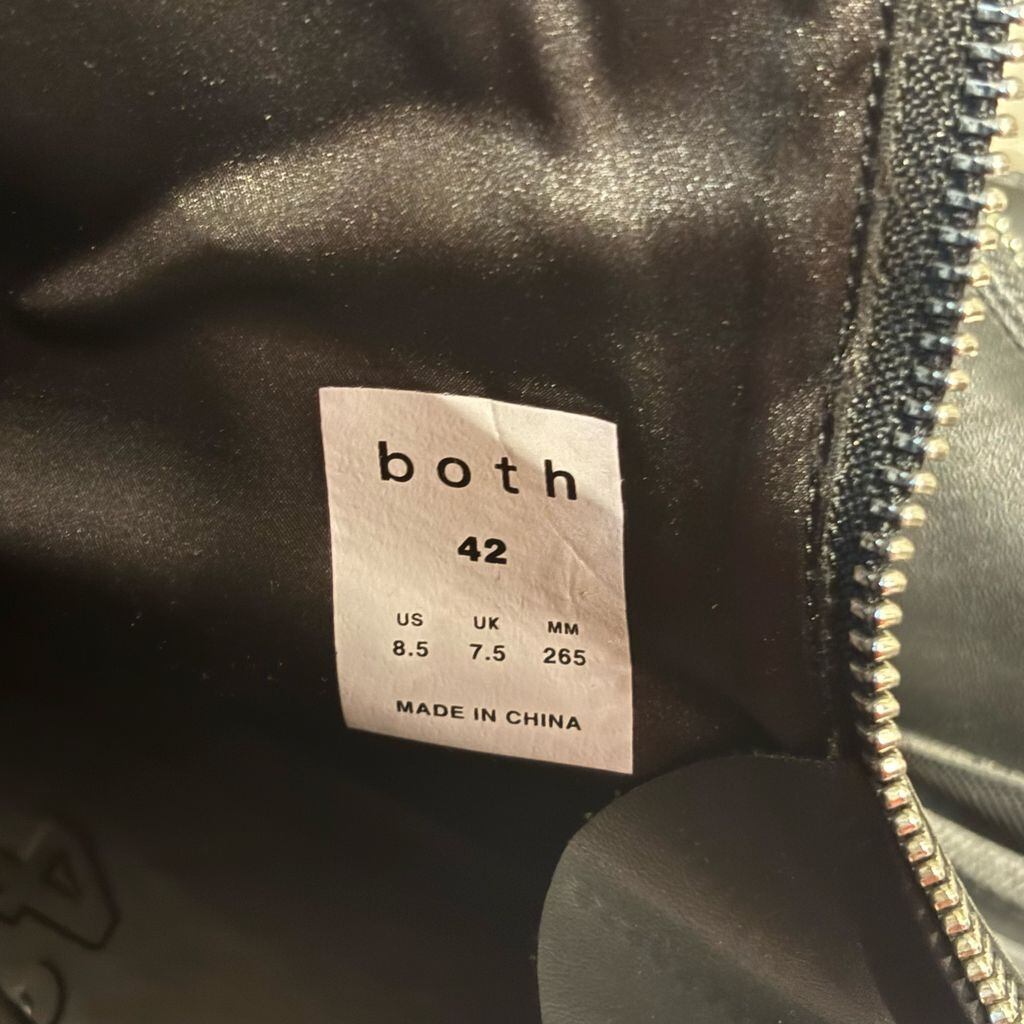 both
42
US UK MM
8.5 7.5 265
MADE IN CHINA